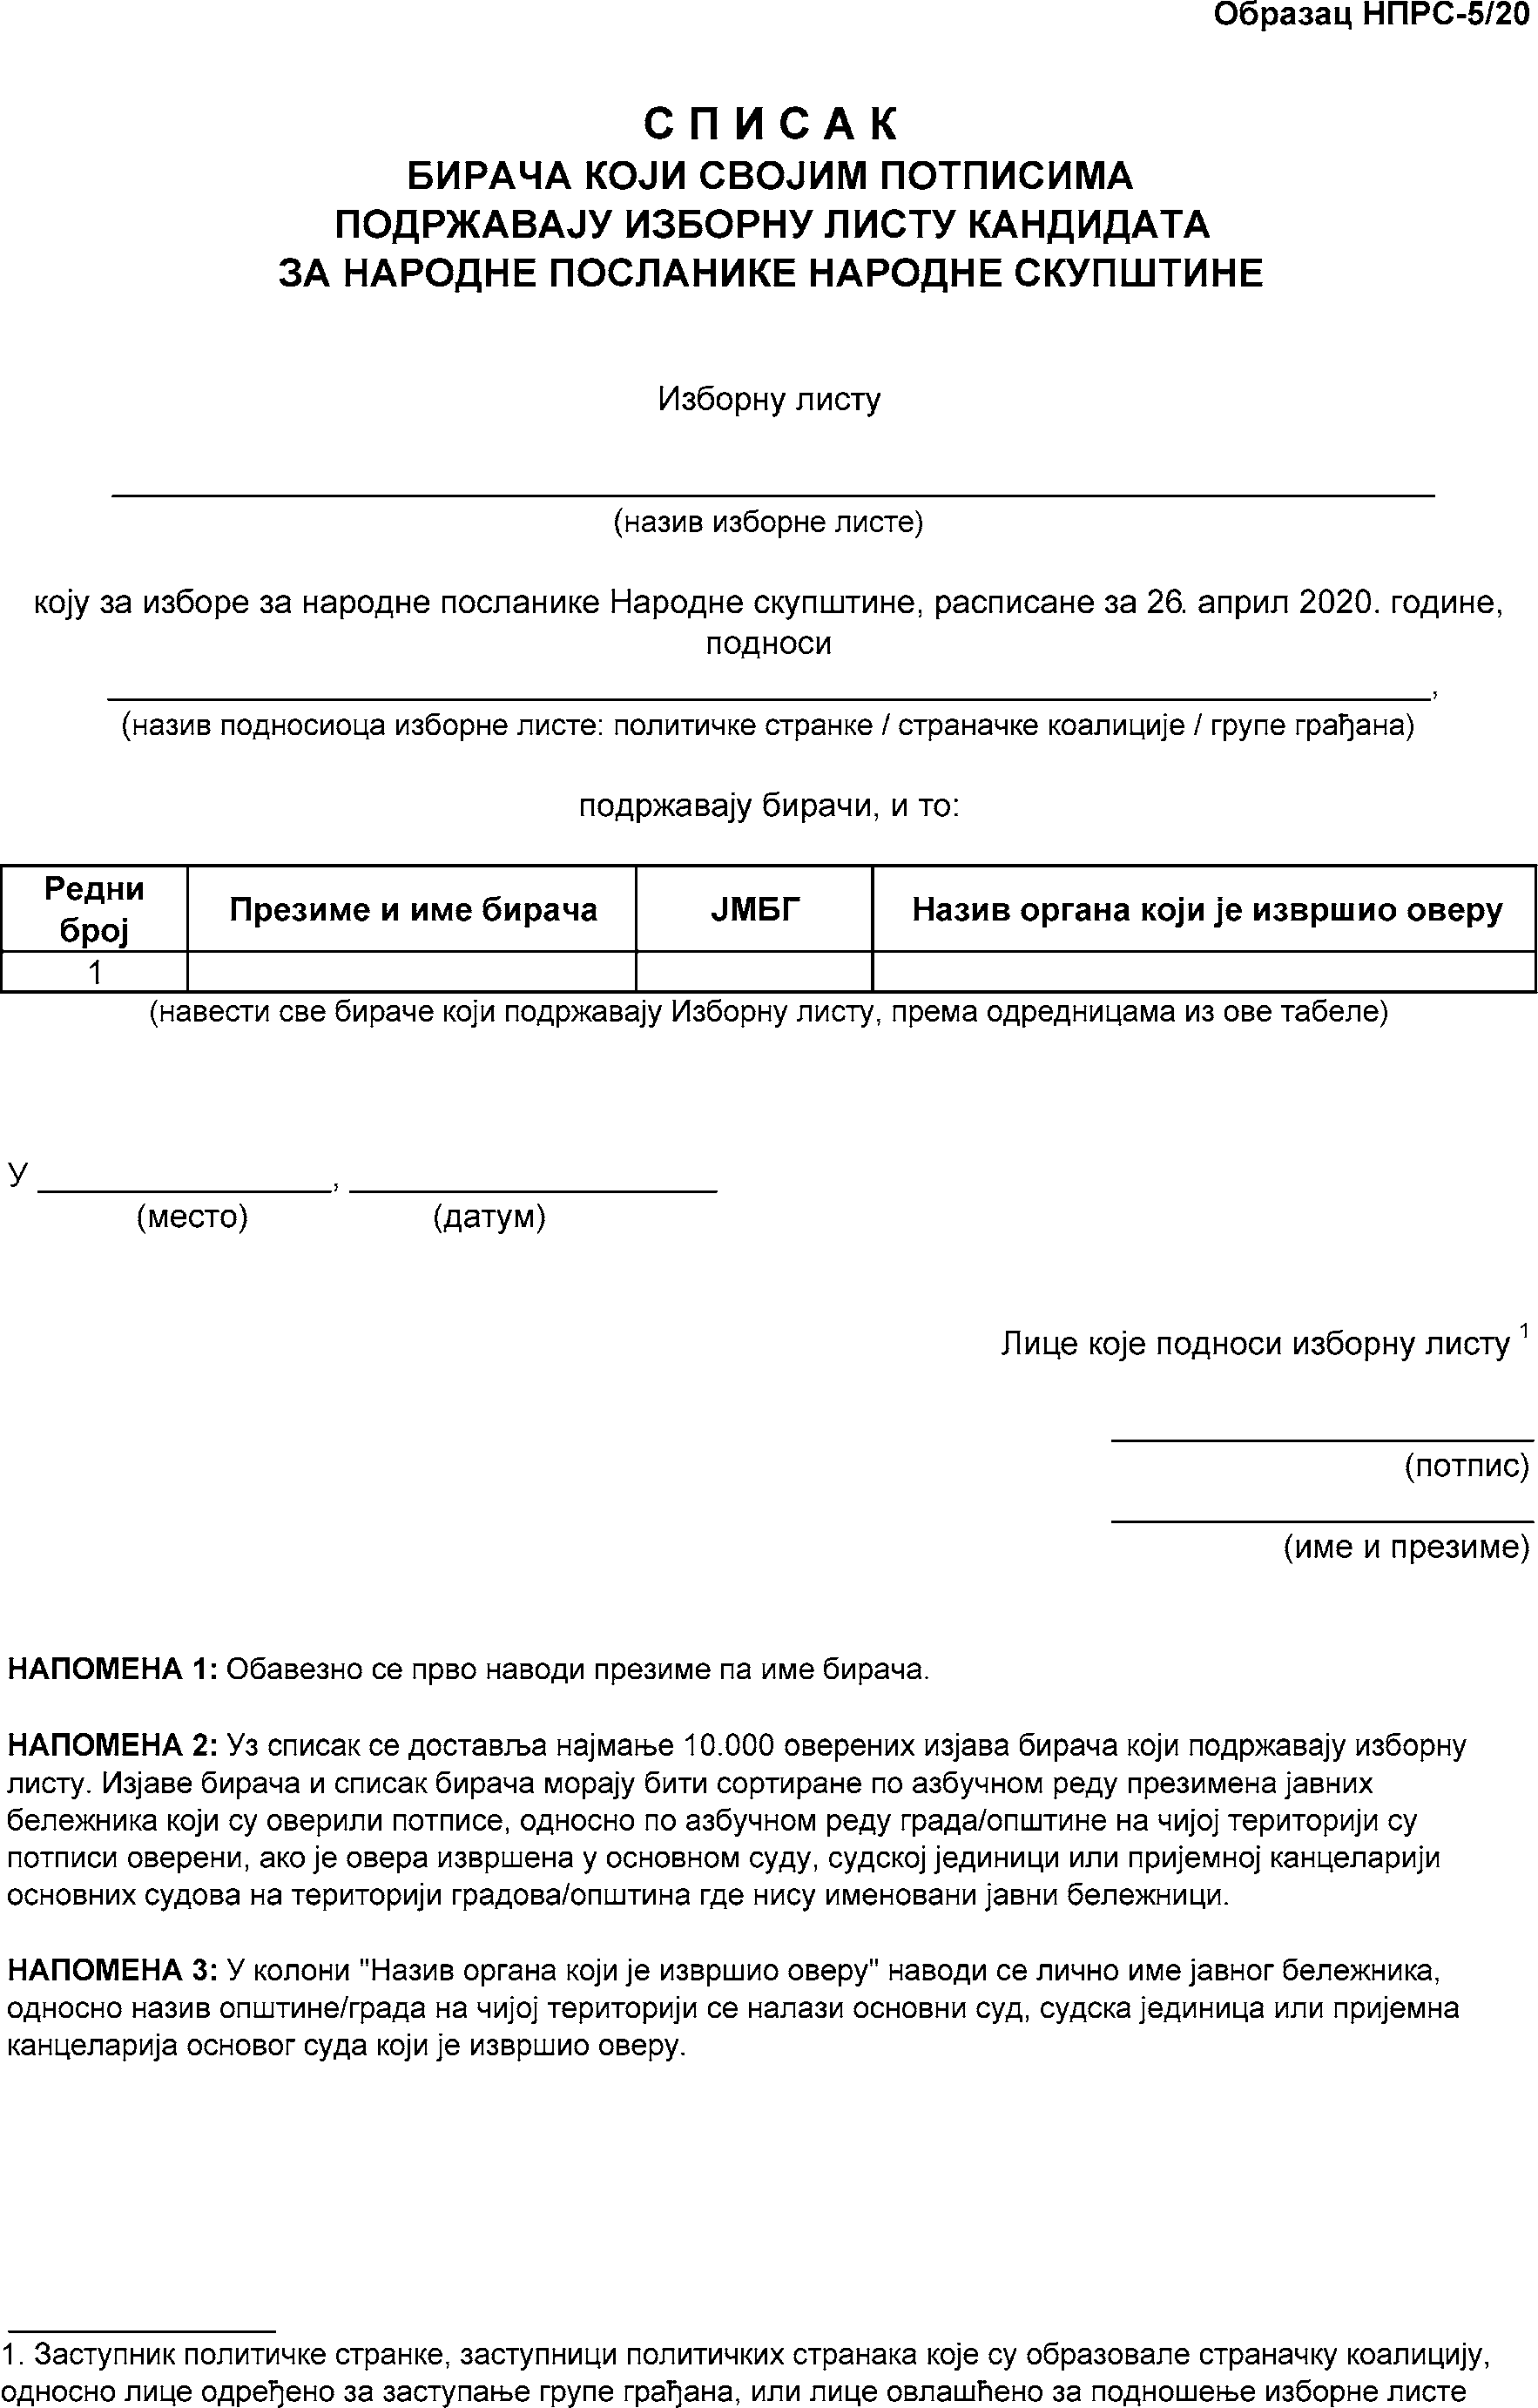 Образац НПРС-5/20
С П И С А К
БИРАЧА КОЈИ СВОЈИМ ПОТПИСИМА
ПОДРЖАВАЈУ ИЗБОРНУ ЛИСТУ КАНДИДАТА
ЗА НАРОДНЕ ПОСЛАНИКЕ НАРОДНЕ СКУПШТИНЕ
Изборну листу
(назив изборне листе)
коју за изборе за народне посланике Народне скупштине, расписане за 26. април 2020. године,
подноси
,
(назив подносиоца изборне листе: политичке странке / страначке коалиције / групе грађана)
подржавају бирачи, и то:
Редни број Презиме и име бирача ЈМБГ Назив органа који је извршио оверу
1
(навести све бираче који подржавају Изборну листу, према одредницама из ове табеле)
У ________________, ____________________
(место) (датум)
Лице које подноси изборну листу 1
(потпис)
(име и презиме)
НАПОМЕНА 1: Обавезно се прво наводи презиме па име бирача.
НАПОМЕНА 2: Уз списак се доставља најмање 10.000 оверених изјава бирача који подржавају изборну
листу. Изјаве бирача и списак бирача морају бити сортиране по азбучном реду презимена јавних
бележника који су оверили потписе, односно по азбучном реду града/општине на чијој територији су
потписи оверени, ако је овера извршена у основном суду, судској јединици или пријемној канцеларији
основних судова на територији градова/општина где нису именовани јавни бележници.
НАПОМЕНА 3: У колони "Назив органа који је извршио оверу" наводи се лично име јавног бележника,
односно назив општине/града на чијој територији се налази основни суд, судска јединица или пријемна
канцеларија основог суда који је извршио оверу.
1. Заступник политичке странке, заступници политичких странака које су образовале страначку коалицију,
односно лице одређено за заступање групе грађана, или лице овлашћено за подношење изборне листе